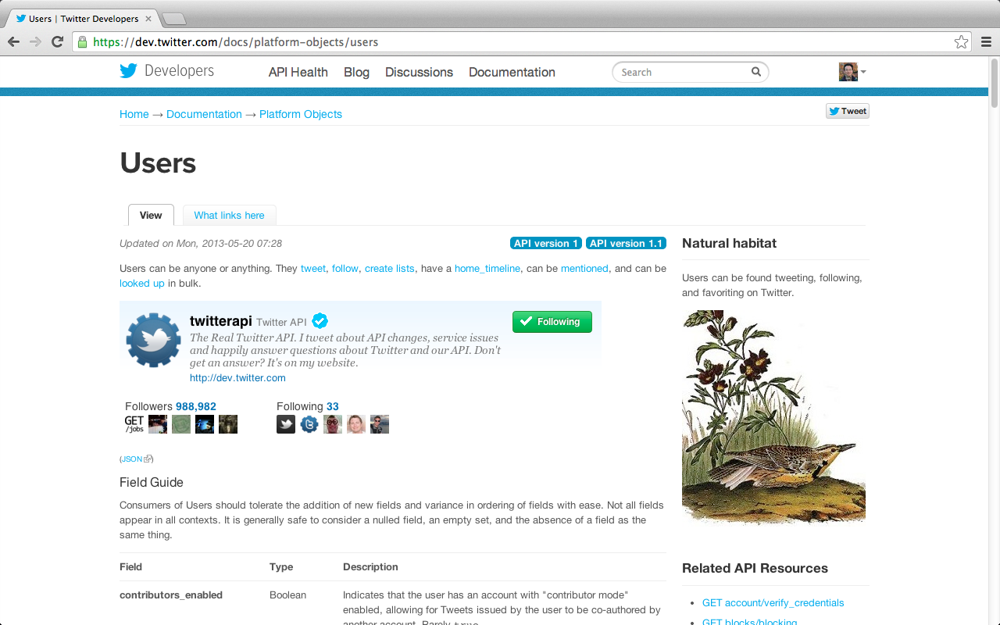 Users | Twitter Developers
https://dev.twitter.com/docs/platform-objects/users
Developers
API Health
Blog
Discussions
Documentation
Search
Home → Documentation → Platform Objects
Tweet
Users
View
What links here
Updated on Mon, 2013-05-20 07:28
API version 1
API version 1.1
Users can be anyone or anything. They tweet, follow, create lists, have a home_timeline, can be mentioned, and can be
looked up in bulk.
twitterapi Twitter API
Following
The Real Twitter API. I tweet about API changes, service issues
and happily answer questions about Twitter and our API. Don't
get an answer? It's on my website.
http://dev.twitter.com
Followers 988,982
GET
/jobs
Following 33
(JSON)
Field Guide
Consumers of Users should tolerate the addition of new fields and variance in ordering of fields with ease. Not all fields
appear in all contexts. It is generally safe to consider a nulled field, an empty set, and the absence of a field as the
same thing.
Field
Type
Description
contributors_enabled
Boolean
Indicates that the user has an account with "contributor mode"
enabled, allowing for Tweets issued by the user to be co-authored by
another account. Rarely true
Natural habitat
Users can be found tweeting, following,
and favoriting on Twitter.
Related API Resources
GET account/verify_credentials
GET blocks/blocking